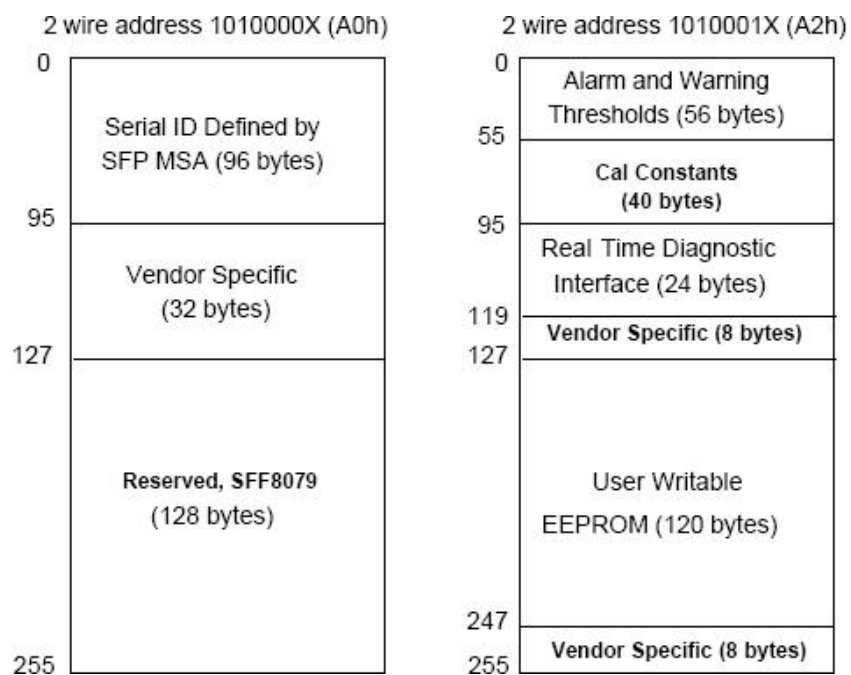 2 wire address 1010000X (A0h)
0
Serial ID Defined by
SFP MSA (96 bytes)
95
Vendor Specific
(32 bytes)
127
Reserved, SFF8079
(128 bytes)
255
2 wire address 1010001X (A2h)
0
Alarm and Warning
Thresholds (56 bytes)
55
Cal Constants
(40 bytes)
95
Real Time Diagnostic
Interface (24 bytes)
119
Vendor Specific (8 bytes)
127
User Writable
EEPROM (120 bytes)
247
Vendor Specific (8 bytes)
255